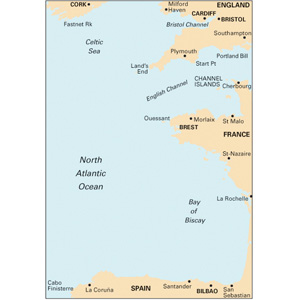 CORK
Milford
Haven
ENGLAND
CARDIFF
BRISTOL
Fastnet Rk
Bristol Channel
Southampton
Celtic
Sea
Plymouth
Portland Bill
Land's
End
Start Pt
CHANNEL
ISLANDS
Cherbourg
English Channel
Ouessant
Morlaix
St Malo
BREST
FRANCE
St-Nazaire
North
Atlantic
Ocean
La Rochelle
Bay
of
Biscay
Cabo
Finisterre
La Coruña
SPAIN
Santander
BILBAO
San
Sebastian